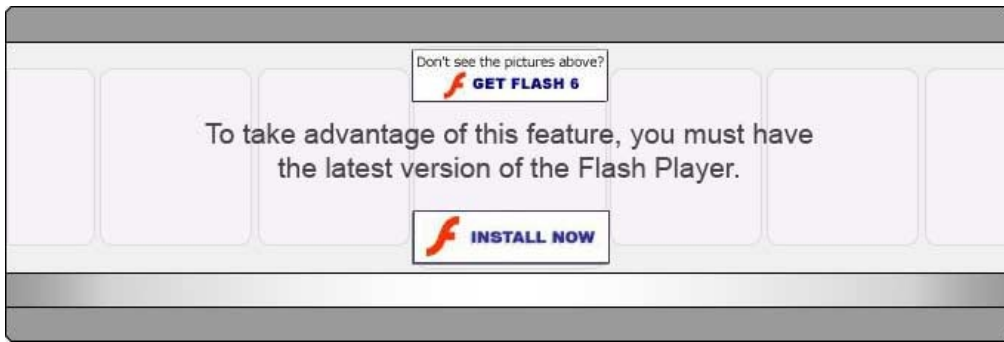 Don't see the pictures above?
GET FLASH 6
To take advantage of this feature, you must have
the latest version of the Flash Player.
INSTALL NOW